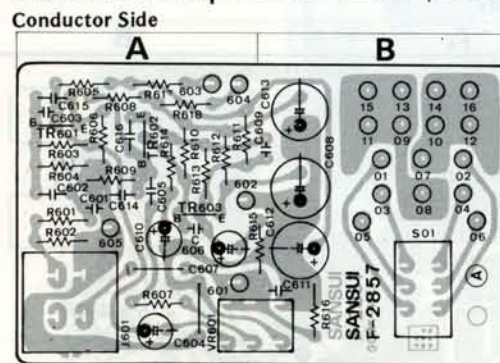 Conductor Side
A B
R605 R61 603 604 C613
C615 R608 R618
C603
B E
TR601 R606 C616 TR602 R614 R610 R612 R611 C609
R603
R604 R609 R613 C608
C602 C601 C614 C605 602
R601 TR603
R602 605 B E
C610 606 R615 C612
C607
R607 601 C611
J601 C604 VR601 R616
SANSUI
SANSUI
F-2857
15 13 14 16
11 09 10 12
01 07 02
03 08 04
05 S01 06
A